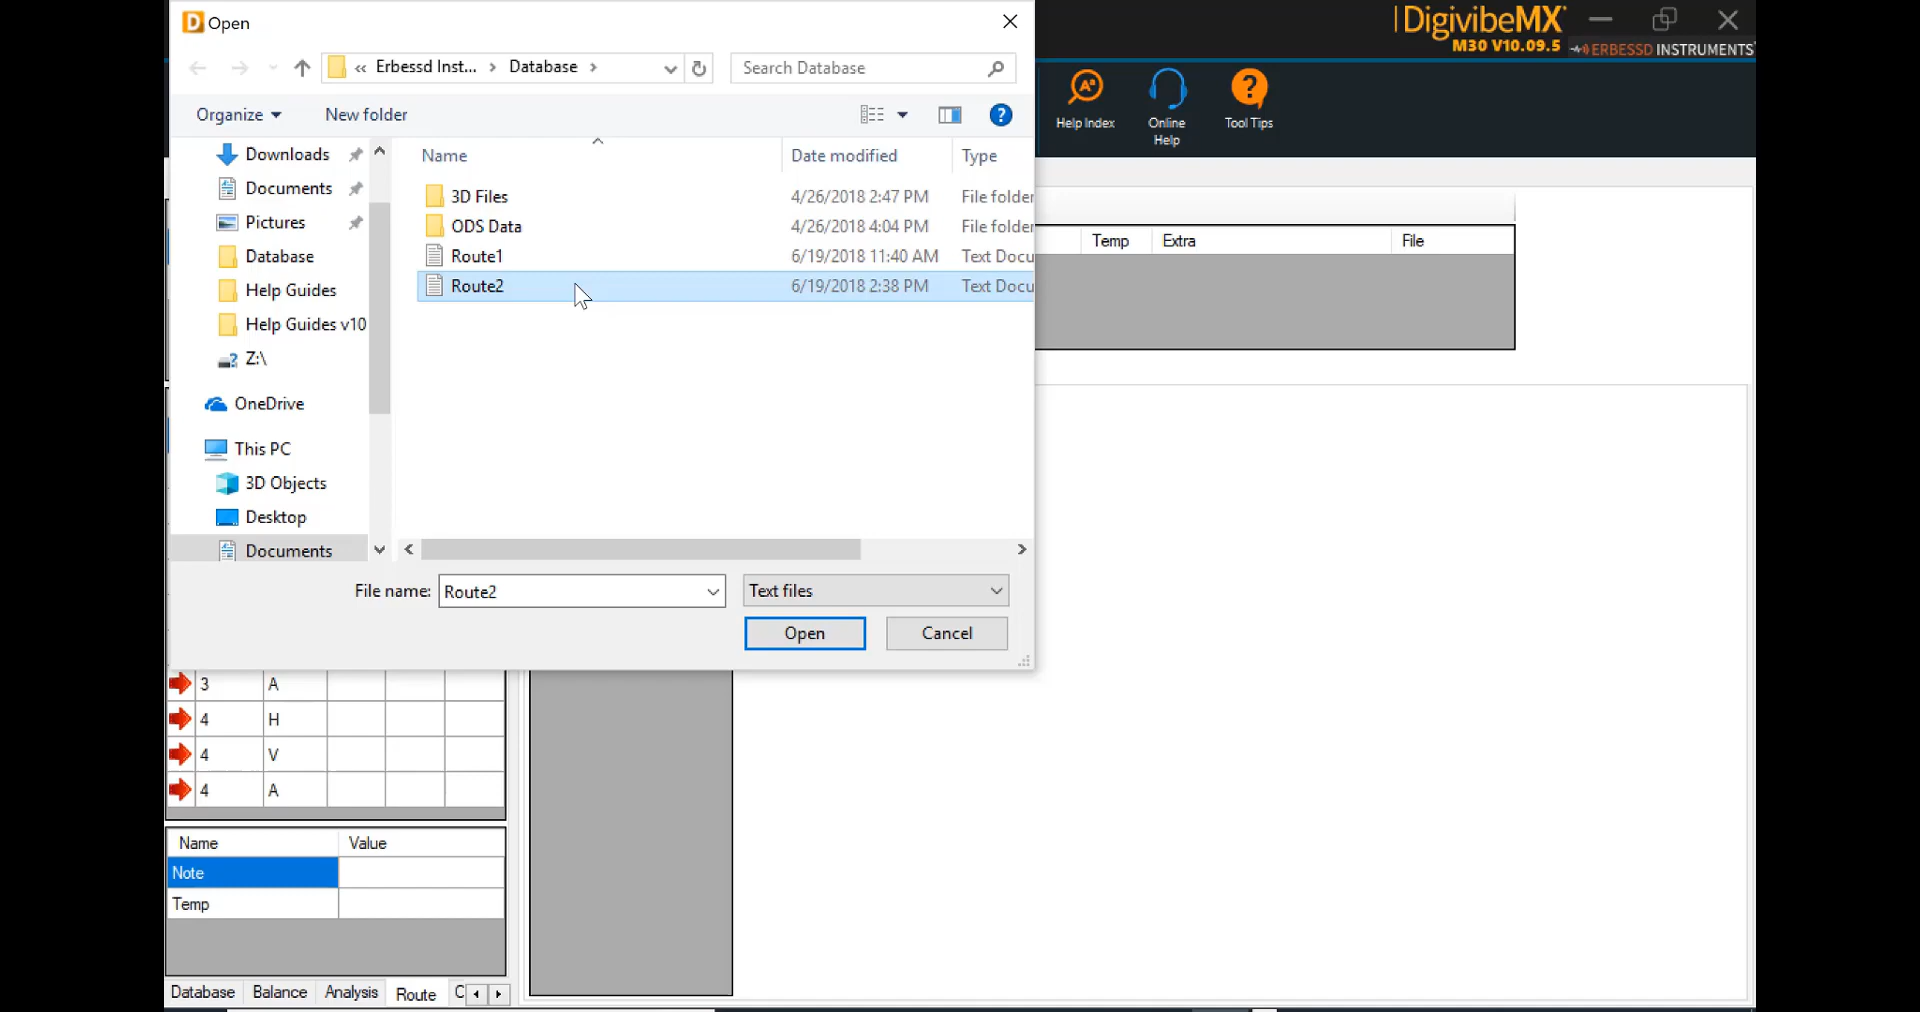 Open
DigivibeMX
M30 V10.09.5
ERBESSD INSTRUMENTS
« Erbessd Inst... > Database >
Search Database
Organize
New folder
Help Index
Online
Help
Tool Tips
Downloads
Documents
Pictures
Database
Help Guides
Help Guides v10
Z:\
OneDrive
This PC
3D Objects
Desktop
Documents
Name Date modified Type
3D Files 4/26/2018 2:47 PM File folder
ODS Data 4/26/2018 4:04 PM File folder
Route1 6/19/2018 11:40 AM Text Docu
Route2 6/19/2018 2:38 PM Text Docu
Temp Extra File
File name: Route2
Text files
Open
Cancel
3 A
4 H
4 V
4 A
Name Value
Note
Temp
Database Balance Analysis Route C